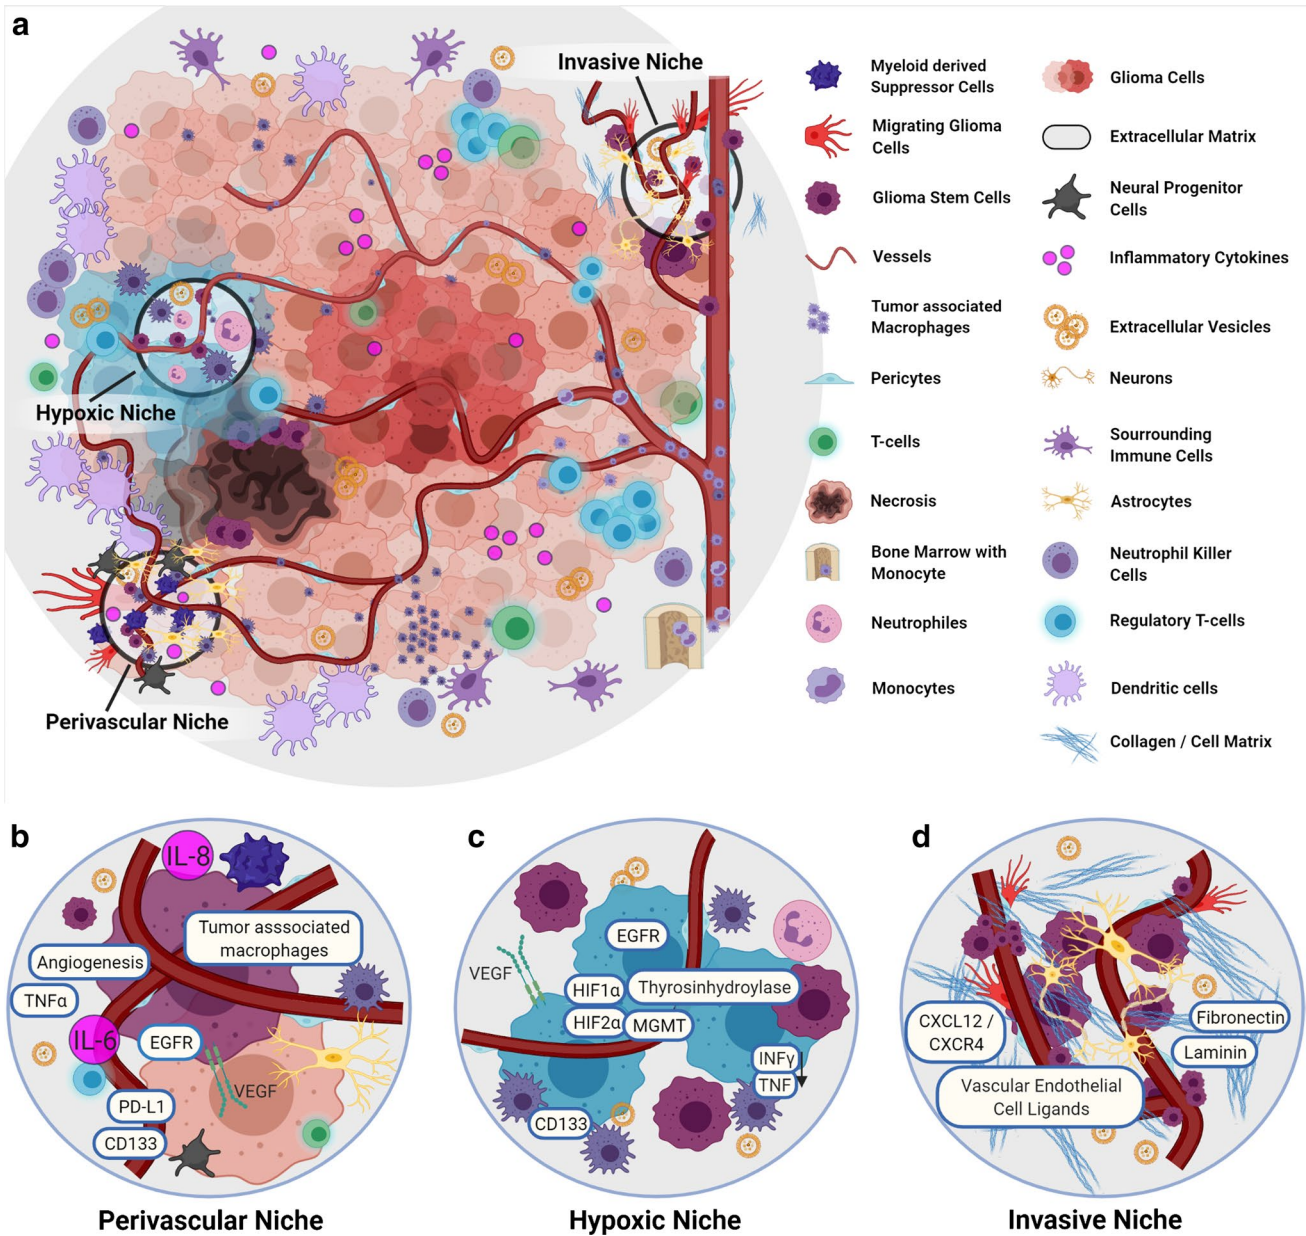 a
Invasive Niche
Hypoxic Niche
Perivascular Niche
Myeloid derived
Suppressor Cells
Migrating Glioma
Cells
Glioma Stem Cells
Vessels
Tumor associated
Macrophages
Pericytes
T-cells
Necrosis
Bone Marrow with
Monocyte
Neutrophiles
Monocytes
Glioma Cells
Extracellular Matrix
Neural Progenitor
Cells
Inflammatory Cytokines
Extracellular Vesicles
Neurons
Sourrounding
Immune Cells
Astrocytes
Neutrophil Killer
Cells
Regulatory T-cells
Dendritic cells
Collagen / Cell Matrix
b
IL-8
Tumor asssociated
macrophages
Angiogenesis
TNFα
IL-6
EGFR
VEGF
PD-L1
CD133
Perivascular Niche
c
EGFR
VEGF
HIF1α
Thyrosinhydroylase
HIF2α
MGMT
INFγ
TNF
CD133
Hypoxic Niche
d
CXCL12 /
CXCR4
Fibronectin
Laminin
Vascular Endothelial
Cell Ligands
Invasive Niche